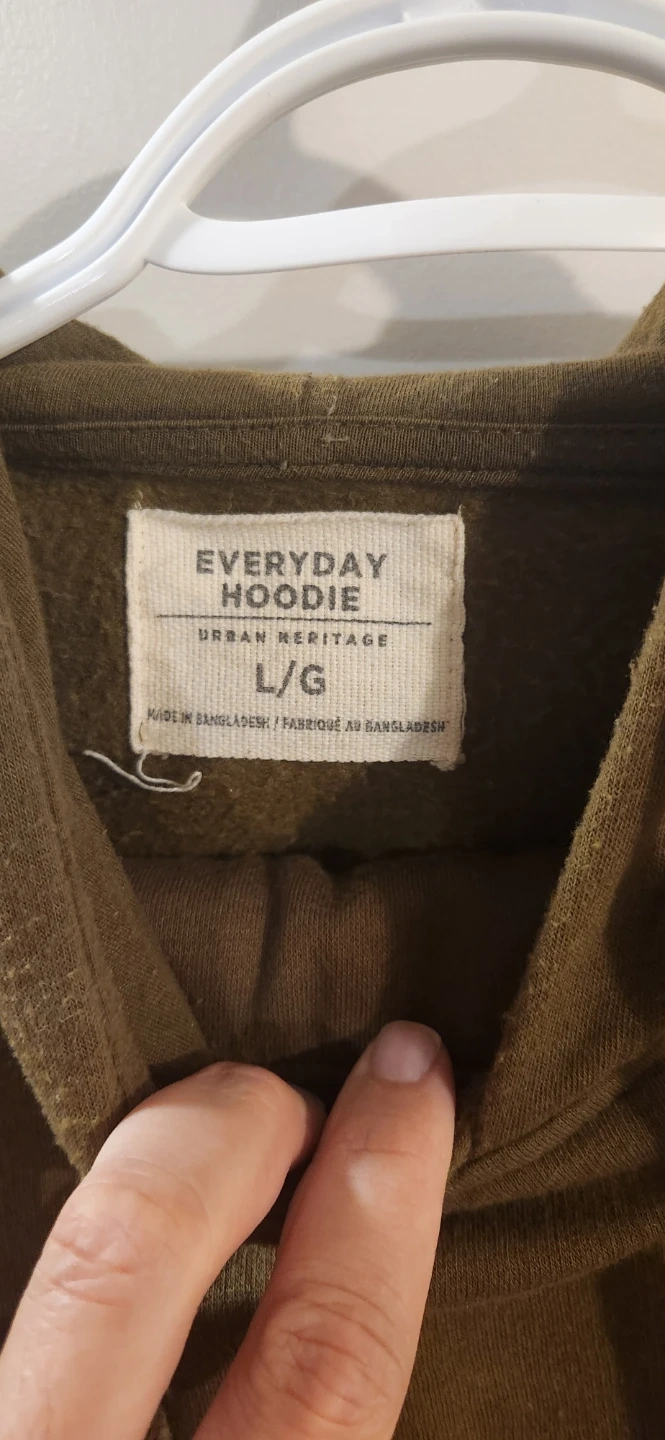 EVERYDAY
HOODIE
URBAN HERITAGE
L/G
MADE IN BANGLADESH / FABRIQUÉ AU BANGLADESH